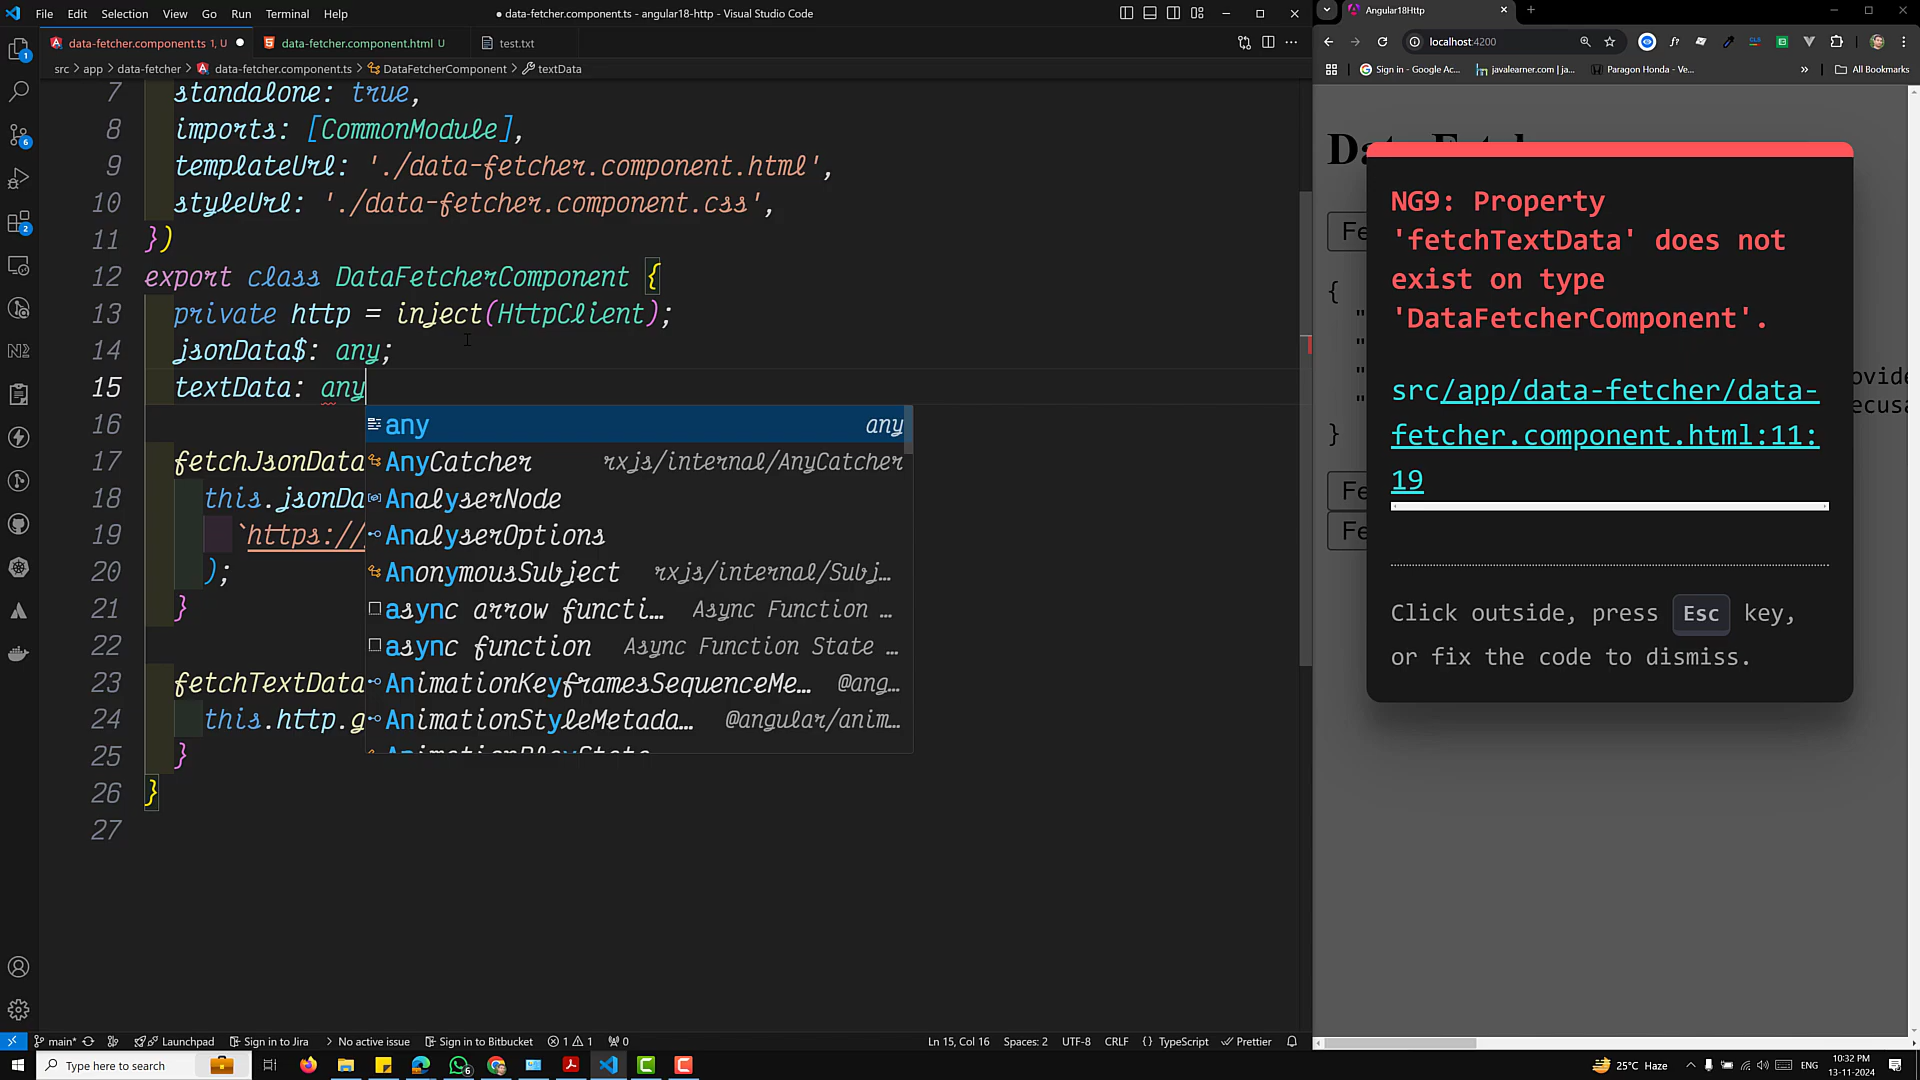 File Edit Selection View Go Run Terminal Help
data-fetcher.component.ts - angular18-http - Visual Studio Code
data-fetcher.component.ts 1, U
data-fetcher.component.html U
test.txt
src > app > data-fetcher > data-fetcher.component.ts > DataFetcherComponent > textData
7 standalone: true,
8 imports: [CommonModule],
9 templateUrl: './data-fetcher.component.html',
10 styleUrl: './data-fetcher.component.css',
11 })
12 export class DataFetcherComponent {
13 private http = inject(HttpClient);
14 jsonData$: any;
15 textData: any
16
17 fetchJsonData
18 this.jsonDa
19 `https://
20 );
21 }
22
23 fetchTextData
24 this.http.g
25 }
26 }
27
any any
AnyCatcher rxjs/internal/AnyCatcher
AnalyserNode
AnalyserOptions
AnonymousSubject rxjs/internal/Subj…
async arrow functi… Async Function …
async function Async Function State …
AnimationKeyframesSequenceMe… @ang…
AnimationStyleMetada… @angular/anim…
main*
Launchpad
Sign in to Jira
No active issue
Sign in to Bitbucket
1 1
0
Ln 15, Col 16
Spaces: 2
UTF-8
CRLF
{} TypeScript
Prettier
Angular18Http
localhost:4200
Sign in - Google Ac...
javalearner.com | ja...
Paragon Honda - Ve...
All Bookmarks
Da
Fe
{
"
"
"
ovide
"
ecusa
}
Fe
Fe
NG9: Property
'fetchTextData' does not
exist on type
'DataFetcherComponent'.
src/app/data-fetcher/data-
fetcher.component.html:11:
19
Click outside, press Esc key,
or fix the code to dismiss.
Type here to search
25°C Haze
ENG
10:32 PM
13-11-2024